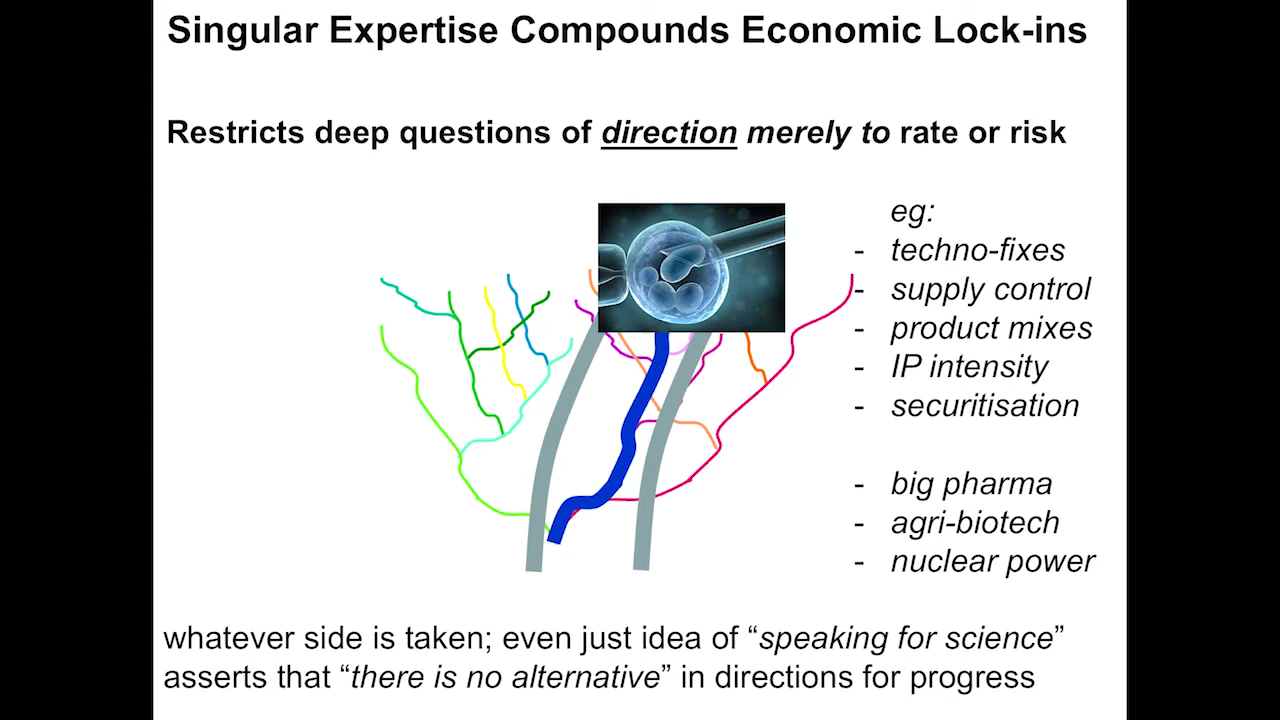 Singular Expertise Compounds Economic Lock-ins
Restricts deep questions of direction merely to rate or risk
eg:
- techno-fixes
- supply control
- product mixes
- IP intensity
- securitisation
- big pharma
- agri-biotech
- nuclear power
whatever side is taken; even just idea of “speaking for science”
asserts that “there is no alternative” in directions for progress